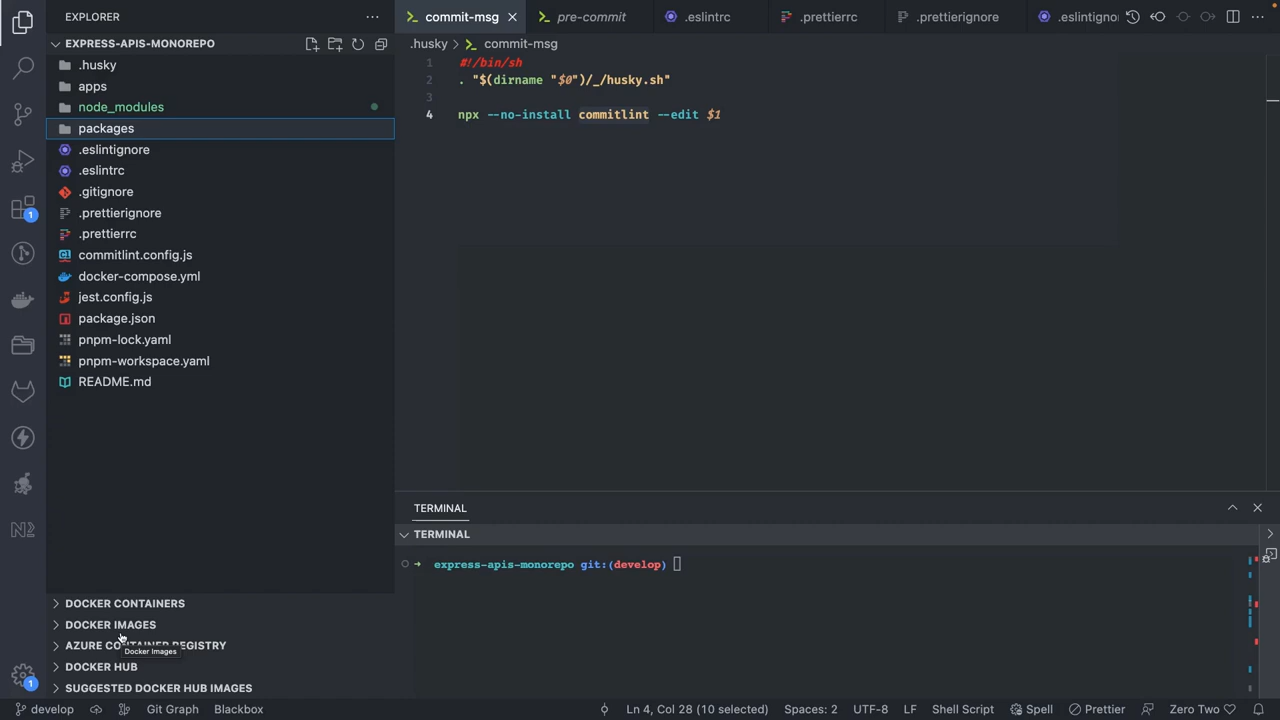 EXPLORER
EXPRESS-APIS-MONOREPO
.husky
apps
node_modules
packages
.eslintignore
.eslintrc
.gitignore
.prettierignore
.prettierrc
commitlint.config.js
docker-compose.yml
jest.config.js
package.json
pnpm-lock.yaml
pnpm-workspace.yaml
README.md
DOCKER CONTAINERS
DOCKER IMAGES
AZURE CONTAINER REGISTRY
Docker Images
DOCKER HUB
SUGGESTED DOCKER HUB IMAGES
1
1
commit-msg
pre-commit
.eslintrc
.prettierrc
.prettierignore
.eslintigno
.husky > commit-msg
1 #!/bin/sh
2 . "$(dirname "$0")/_/husky.sh"
3
4 npx --no-install commitlint --edit $1
TERMINAL
TERMINAL
express-apis-monorepo git:(develop)
develop
Git Graph
Blackbox
Ln 4, Col 28 (10 selected)
Spaces: 2
UTF-8
LF
Shell Script
Spell
Prettier
Zero Two